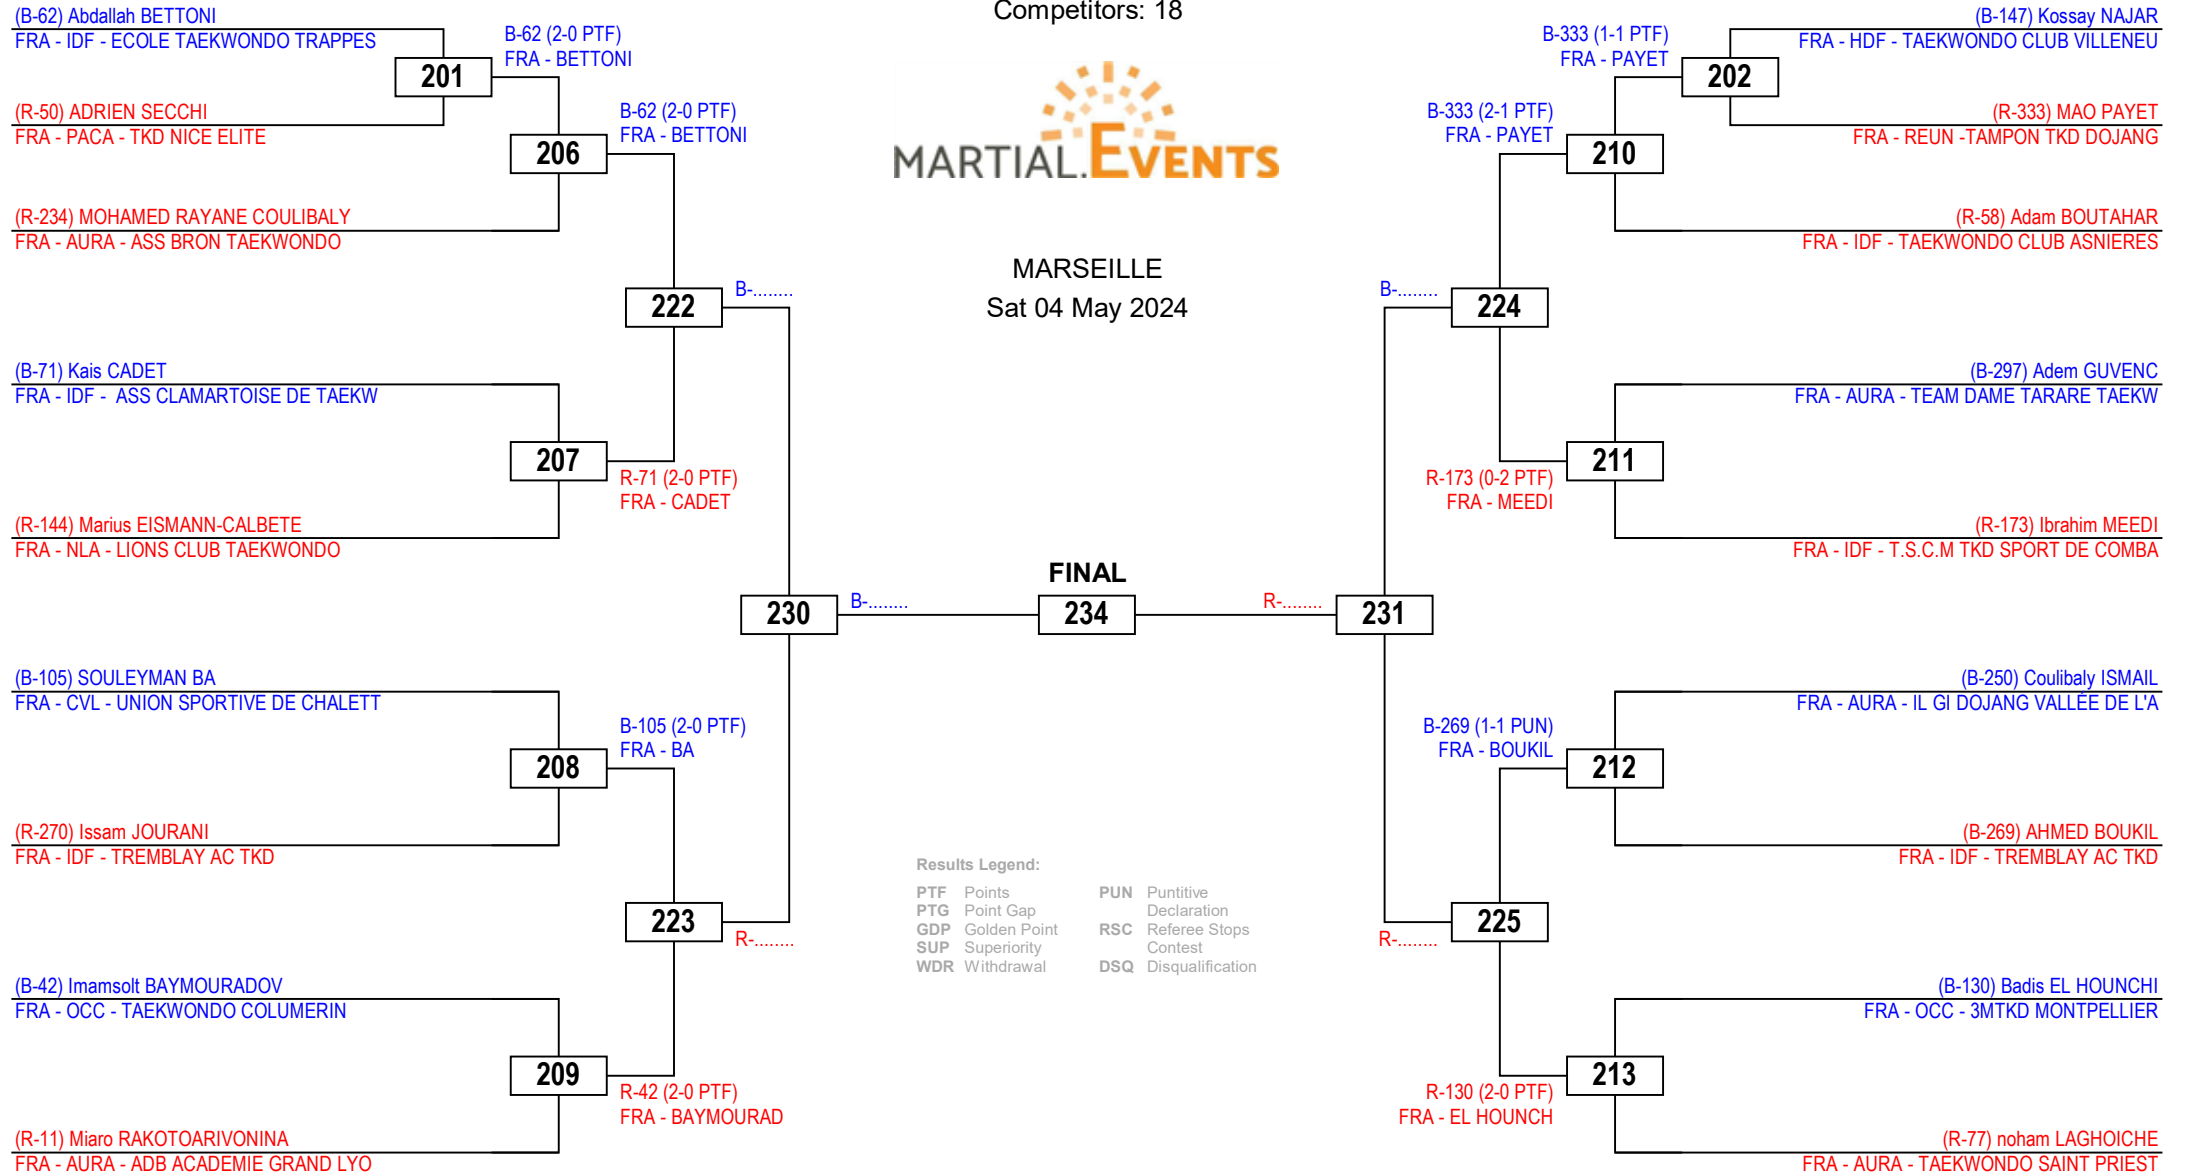 Competitors: 18
MARTIAL.EVENTS
MARSEILLE
Sat 04 May 2024
(B-62) Abdallah BETTONI
FRA - IDF - ECOLE TAEKWONDO TRAPPES
201
B-62 (2-0 PTF)
FRA - BETTONI
(R-50) ADRIEN SECCHI
FRA - PACA - TKD NICE ELITE
206
B-62 (2-0 PTF)
FRA - BETTONI
(R-234) MOHAMED RAYANE COULIBALY
FRA - AURA - ASS BRON TAEKWONDO
222
B-........
(B-71) Kais CADET
FRA - IDF -  ASS CLAMARTOISE DE TAEKW
207
R-71 (2-0 PTF)
FRA - CADET
(R-144) Marius EISMANN-CALBETE
FRA - NLA - LIONS CLUB TAEKWONDO
230
B-........
(B-105) SOULEYMAN BA
FRA - CVL - UNION SPORTIVE DE CHALETT
208
B-105 (2-0 PTF)
FRA - BA
(R-270) Issam JOURANI
FRA - IDF - TREMBLAY AC TKD
223
R-........
(B-42) Imamsolt BAYMOURADOV
FRA - OCC - TAEKWONDO COLUMERIN
209
R-42 (2-0 PTF)
FRA - BAYMOURAD
(R-11) Miaro RAKOTOARIVONINA
FRA - AURA - ADB ACADEMIE GRAND LYO
FINAL
234
(B-147) Kossay NAJAR
FRA - HDF - TAEKWONDO CLUB VILLENEU
B-333 (1-1 PTF)
FRA - PAYET
202
(R-333) MAO PAYET
FRA - REUN -TAMPON TKD DOJANG
B-333 (2-1 PTF)
FRA - PAYET
210
(R-58) Adam BOUTAHAR
FRA - IDF - TAEKWONDO CLUB ASNIERES
B-........
224
(B-297) Adem GUVENC
FRA - AURA - TEAM DAME TARARE TAEKW
211
R-173 (0-2 PTF)
FRA - MEEDI
(R-173) Ibrahim MEEDI
FRA - IDF - T.S.C.M TKD SPORT DE COMBA
R-........
231
(B-250) Coulibaly ISMAIL
FRA - AURA - IL GI DOJANG VALLÉE DE L'A
B-269 (1-1 PUN)
FRA - BOUKIL
212
(B-269) AHMED BOUKIL
FRA - IDF - TREMBLAY AC TKD
R-........
225
(B-130) Badis EL HOUNCHI
FRA - OCC - 3MTKD MONTPELLIER
213
R-130 (2-0 PTF)
FRA - EL HOUNCH
(R-77) noham LAGHOICHE
FRA - AURA - TAEKWONDO SAINT PRIEST
Results Legend:
PTF Points
PTG Point Gap
GDP Golden Point
SUP Superiority
WDR Withdrawal
PUN Puntitive
Declaration
RSC Referee Stops
Contest
DSQ Disqualification